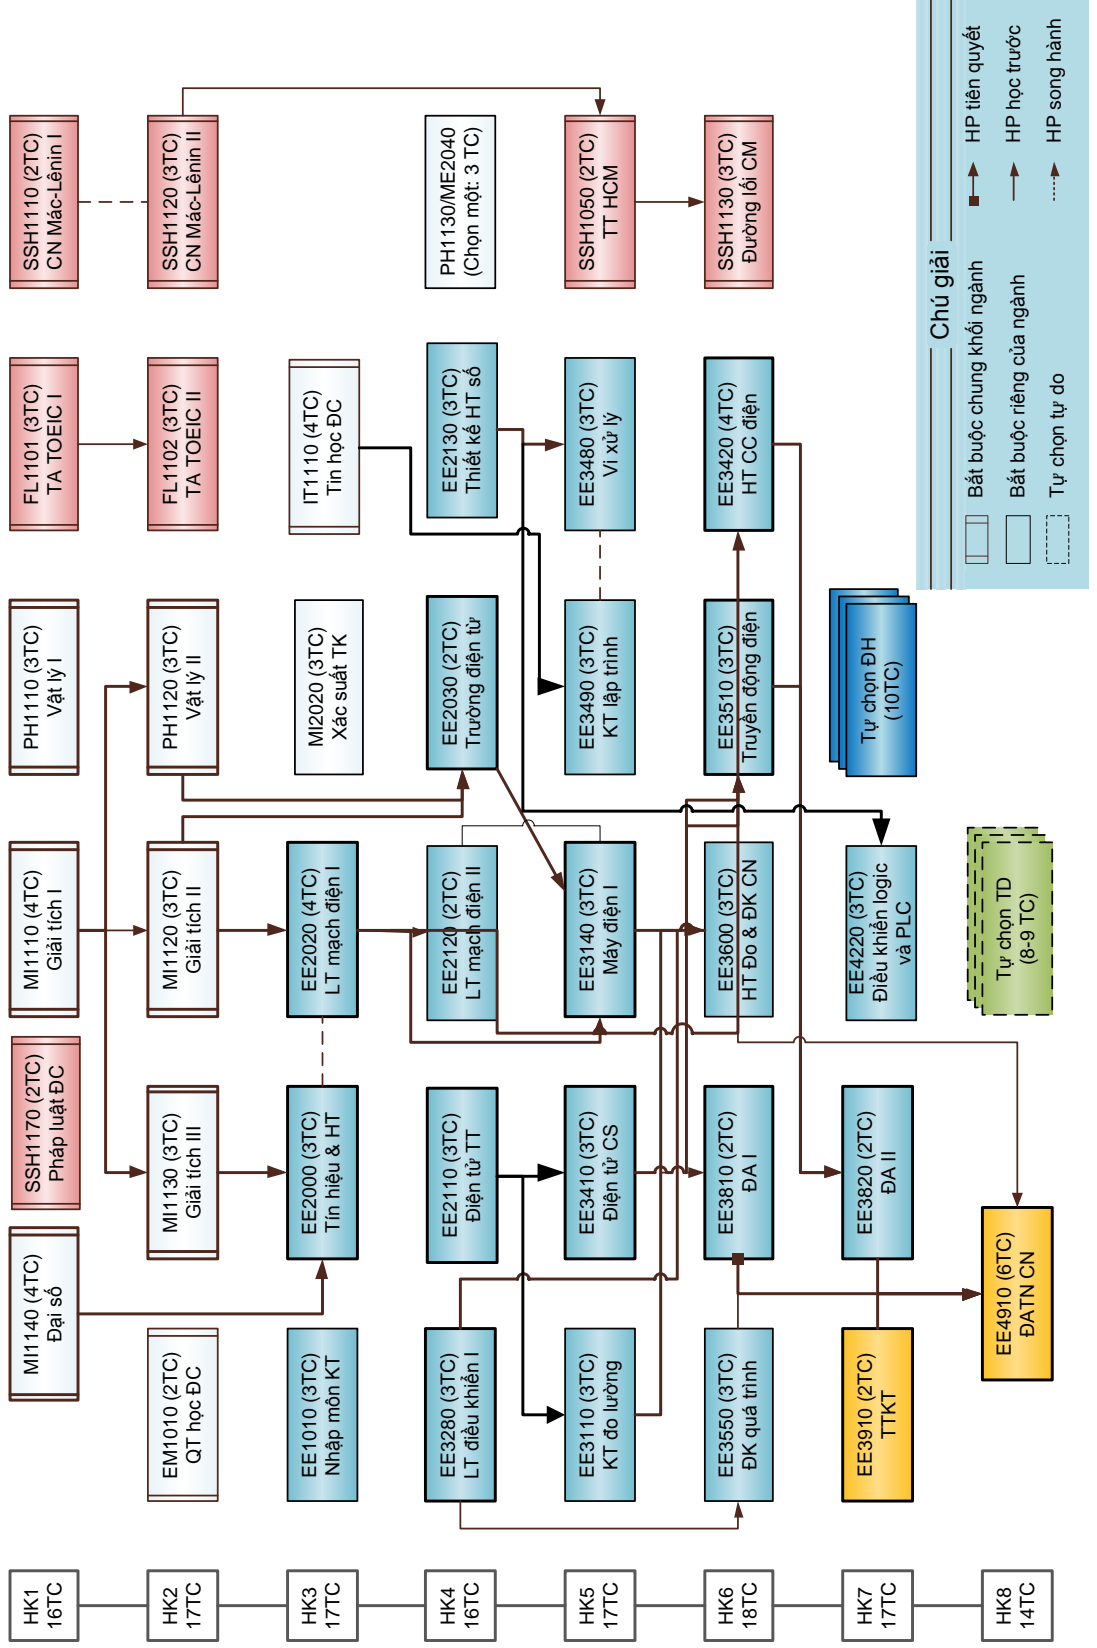 HK1
16TC
MI1140 (4TC)
Đại số
SSH1170 (2TC)
Pháp luật ĐC
MI1110 (4TC)
Giải tích I
PH1110 (3TC)
Vật lý I
FL1101 (3TC)
TA TOEIC I
SSH1110 (2TC)
CN Mác-Lênin I
HK2
17TC
EM1010 (2TC)
QT học ĐC
MI1130 (3TC)
Giải tích III
MI1120 (3TC)
Giải tích II
PH1120 (3TC)
Vật lý II
FL1102 (3TC)
TA TOEIC II
SSH1120 (3TC)
CN Mác-Lênin II
HK3
17TC
EE1010 (3TC)
Nhập môn KT
EE2000 (3TC)
Tín hiệu & HT
EE2020 (4TC)
LT mạch điện I
MI2020 (3TC)
Xác suất TK
IT1110 (4TC)
Tin học ĐC
HK4
16TC
EE3280 (3TC)
LT điều khiển I
EE2110 (3TC)
Điện tử TT
EE2120 (2TC)
LT mạch điện II
EE2030 (2TC)
Trường điện từ
EE2130 (3TC)
Thiết kế HT số
PH1130/ME2040
(Chọn một: 3 TC)
HK5
17TC
EE3110 (3TC)
KT đo lường
EE3410 (3TC)
Điện tử CS
EE3140 (3TC)
Máy điện I
EE3490 (3TC)
KT lập trình
EE3480 (3TC)
Vi xử lý
SSH1050 (2TC)
TT HCM
HK6
18TC
EE3550 (3TC)
ĐK quá trình
EE3810 (2TC)
ĐA I
EE3600 (3TC)
HT Đo & ĐK CN
EE3510 (3TC)
Truyền động điện
EE3420 (4TC)
HT CC điện
SSH1130 (3TC)
Đường lối CM
HK7
17TC
EE3910 (2TC)
TTKT
EE3820 (2TC)
ĐA II
EE4220 (3TC)
Điều khiển logic
và PLC
Tự chọn ĐH
(10TC)
HK8
14TC
EE4910 (6TC)
ĐATN CN
Tự chọn TD
(8-9 TC)
Chú giải
Bắt buộc chung khối ngành
HP tiên quyết
Bắt buộc riêng của ngành
HP học trước
Tự chọn tự do
HP song hành